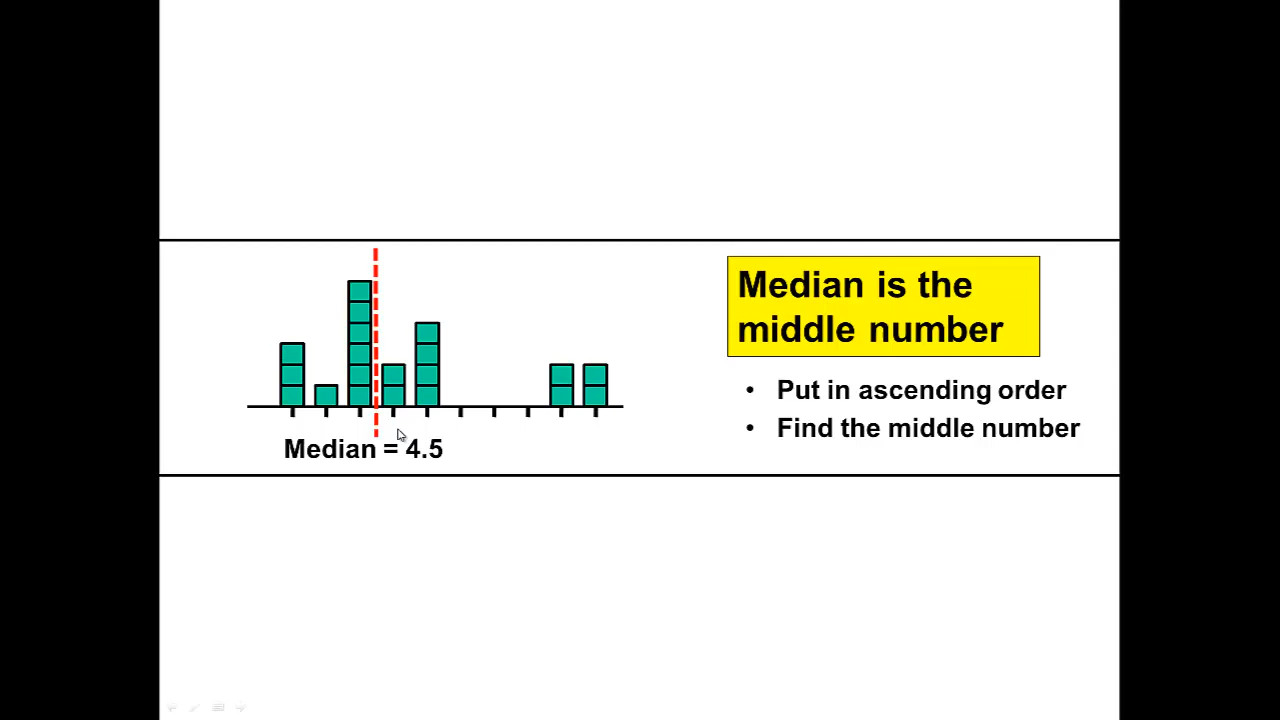 Median is the
middle number
• Put in ascending order
• Find the middle number
Median = 4.5